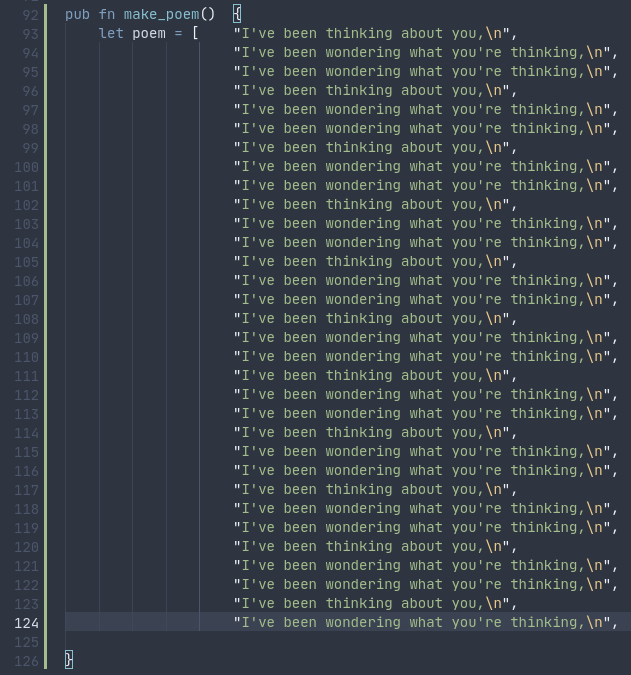 92 pub fn make_poem()  {
93     let poem = [    "I've been thinking about you,\n",
94                     "I've been wondering what you're thinking,\n",
95                     "I've been wondering what you're thinking,\n",
96                     "I've been thinking about you,\n",
97                     "I've been wondering what you're thinking,\n",
98                     "I've been wondering what you're thinking,\n",
99                     "I've been thinking about you,\n",
100                    "I've been wondering what you're thinking,\n",
101                    "I've been wondering what you're thinking,\n",
102                    "I've been thinking about you,\n",
103                    "I've been wondering what you're thinking,\n",
104                    "I've been wondering what you're thinking,\n",
105                    "I've been thinking about you,\n",
106                    "I've been wondering what you're thinking,\n",
107                    "I've been wondering what you're thinking,\n",
108                    "I've been thinking about you,\n",
109                    "I've been wondering what you're thinking,\n",
110                    "I've been wondering what you're thinking,\n",
111                    "I've been thinking about you,\n",
112                    "I've been wondering what you're thinking,\n",
113                    "I've been wondering what you're thinking,\n",
114                    "I've been thinking about you,\n",
115                    "I've been wondering what you're thinking,\n",
116                    "I've been wondering what you're thinking,\n",
117                    "I've been thinking about you,\n",
118                    "I've been wondering what you're thinking,\n",
119                    "I've been wondering what you're thinking,\n",
120                    "I've been thinking about you,\n",
121                    "I've been wondering what you're thinking,\n",
122                    "I've been wondering what you're thinking,\n",
123                    "I've been thinking about you,\n",
124                    "I've been wondering what you're thinking,\n",
125
126 }